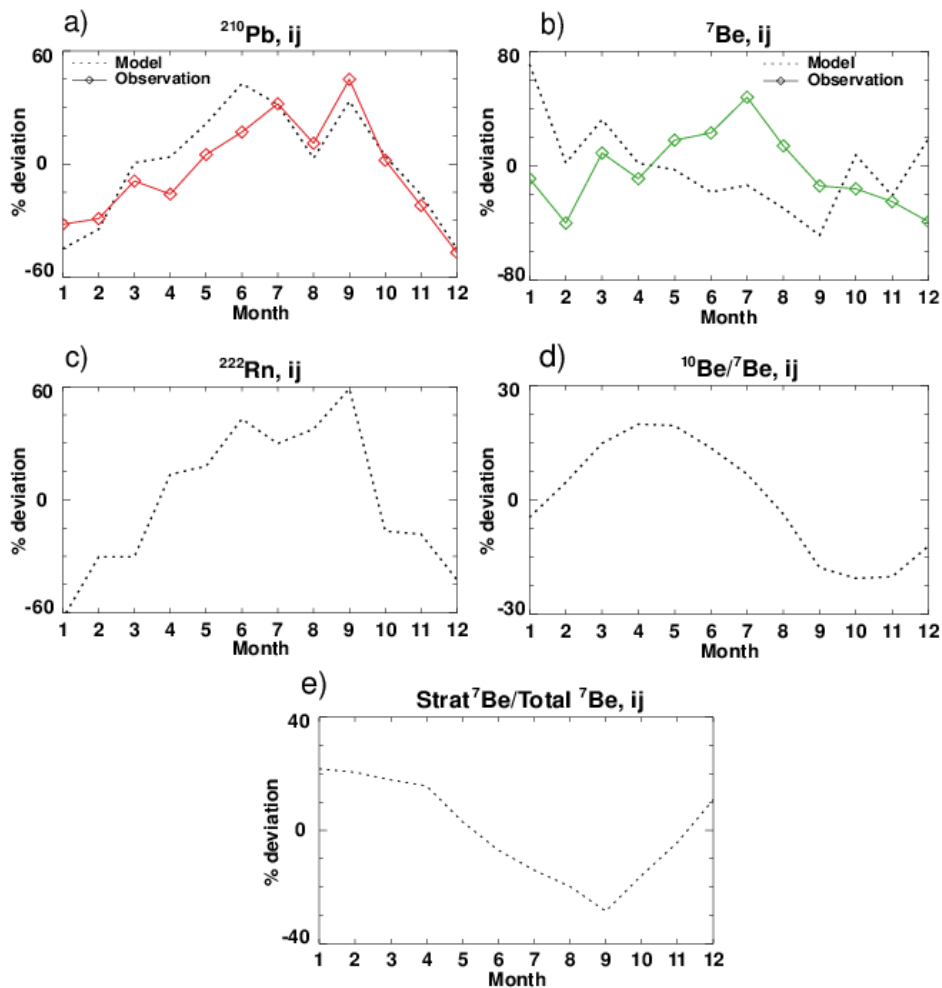 a)
²¹⁰Pb, ij
60
0
-60
% deviation
Model
Observation
1 2 3 4 5 6 7 8 9 10 11 12
Month
b)
⁷Be, ij
80
0
-80
% deviation
Model
Observation
1 2 3 4 5 6 7 8 9 10 11 12
Month
c)
²²²Rn, ij
60
0
-60
% deviation
1 2 3 4 5 6 7 8 9 10 11 12
Month
d)
¹⁰Be/⁷Be, ij
30
0
-30
% deviation
1 2 3 4 5 6 7 8 9 10 11 12
Month
e)
Strat⁷Be/Total ⁷Be, ij
40
0
-40
% deviation
1 2 3 4 5 6 7 8 9 10 11 12
Month